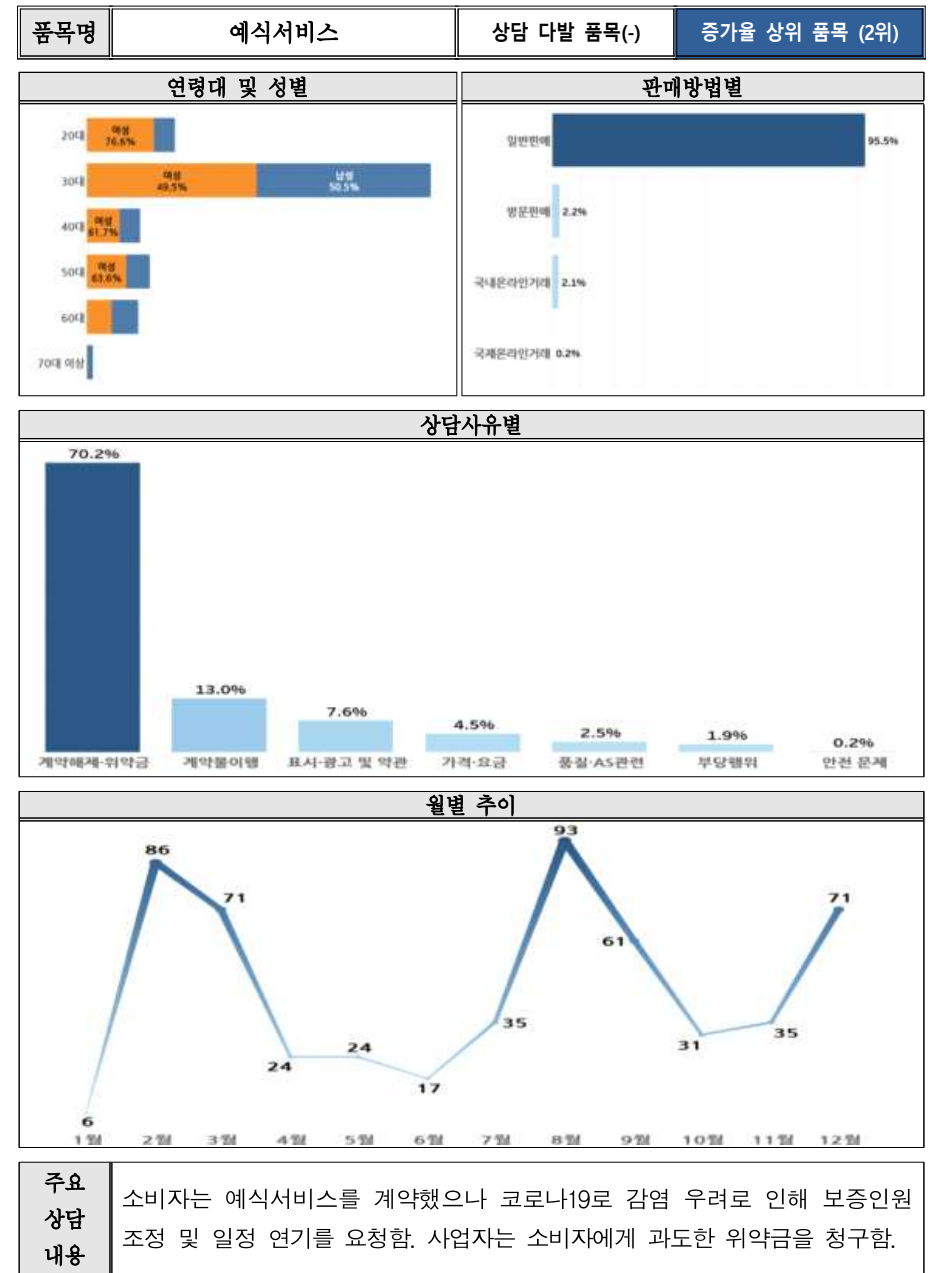 품목명 예식서비스 상담 다발 품목(-) 증가율 상위 품목 (2위)
연령대 및 성별
20대 여성 76.6%
30대 여성 49.5% 남성 50.5%
40대 여성 61.7%
50대 여성 63.6%
60대
70대 이상
판매방법별
일반판매 95.5%
방문판매 2.2%
국내온라인거래 2.1%
국제온라인거래 0.2%
상담사유별
70.2% 13.0% 7.6% 4.5% 2.5% 1.9% 0.2%
계약해제·위약금 계약불이행 표시·광고 및 약관 가격·요금 품질·AS관련 부당행위 안전 문제
월별 추이
6 86 71 24 24 17 35 93 61 31 35 71
1월 2월 3월 4월 5월 6월 7월 8월 9월 10월 11월 12월
주요 상담 내용
소비자는 예식서비스를 계약했으나 코로나19로 감염 우려로 인해 보증인원
조정 및 일정 연기를 요청함. 사업자는 소비자에게 과도한 위약금을 청구함.